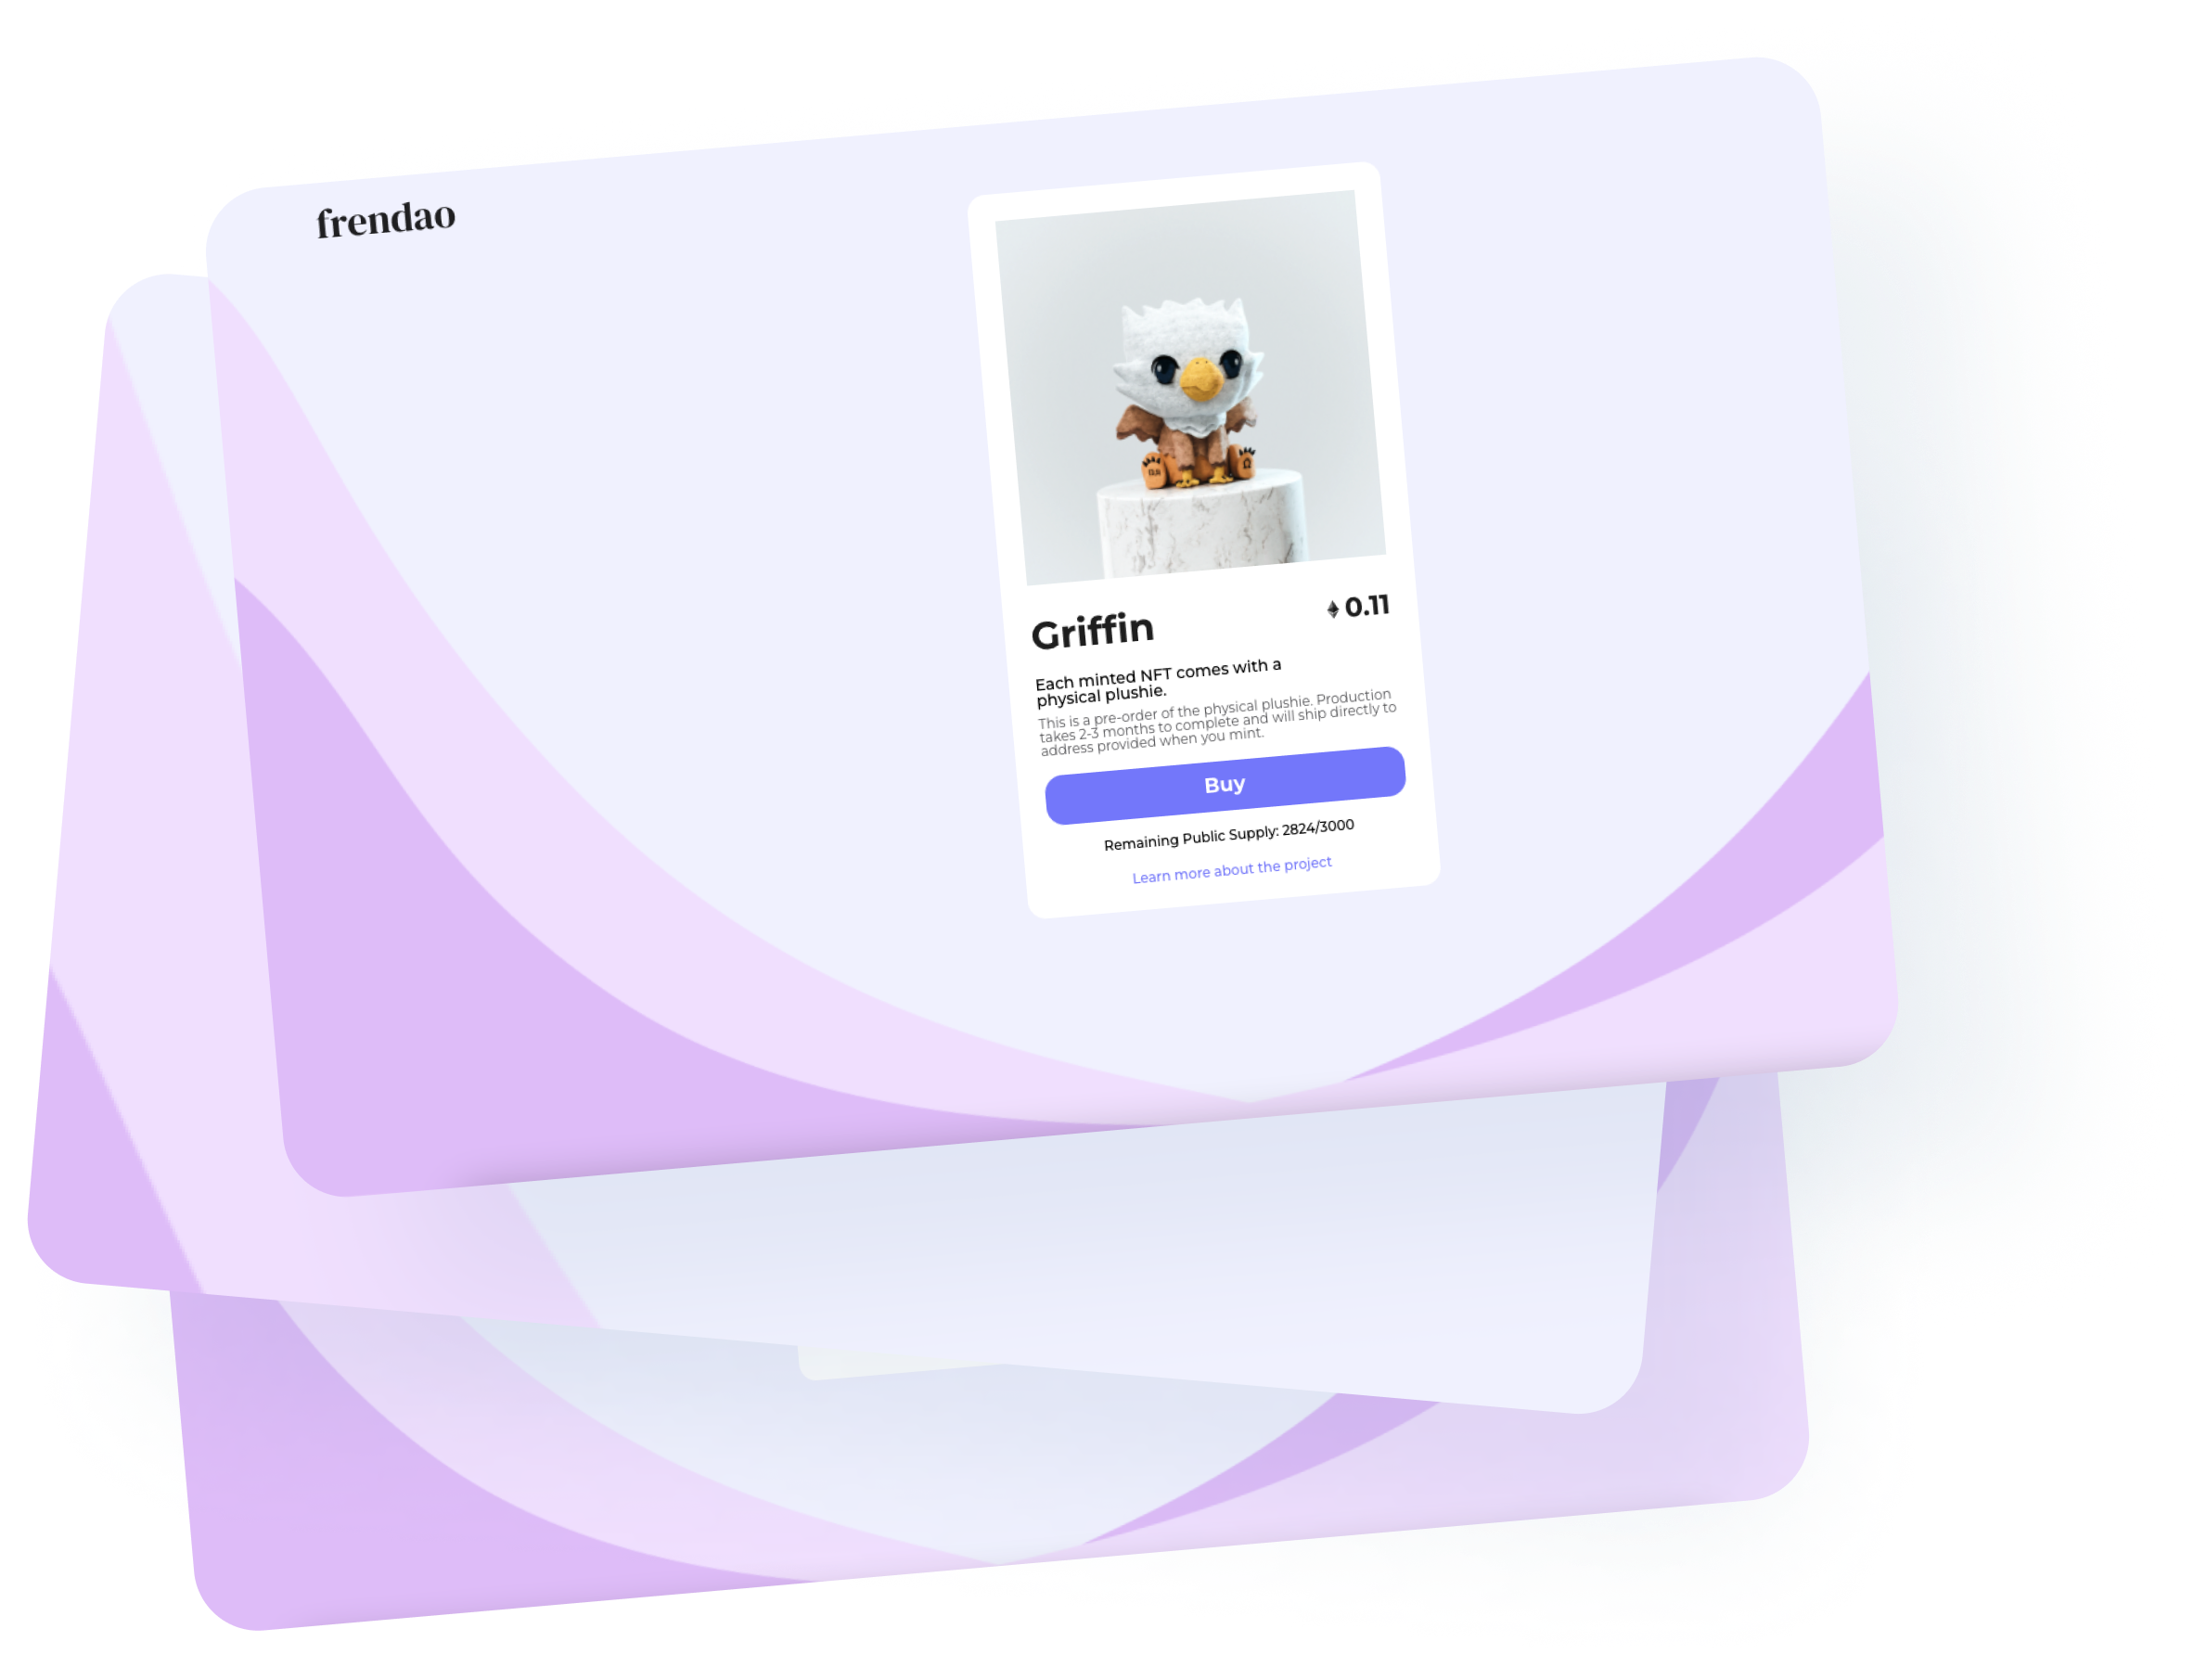 frendao
Griffin
0.11
Each minted NFT comes with a
physical plushie.
This is a pre-order of the physical plushie. Production
takes 2-3 months to complete and will ship directly to
address provided when you mint.
Buy
Remaining Public Supply: 2824/3000
Learn more about the project